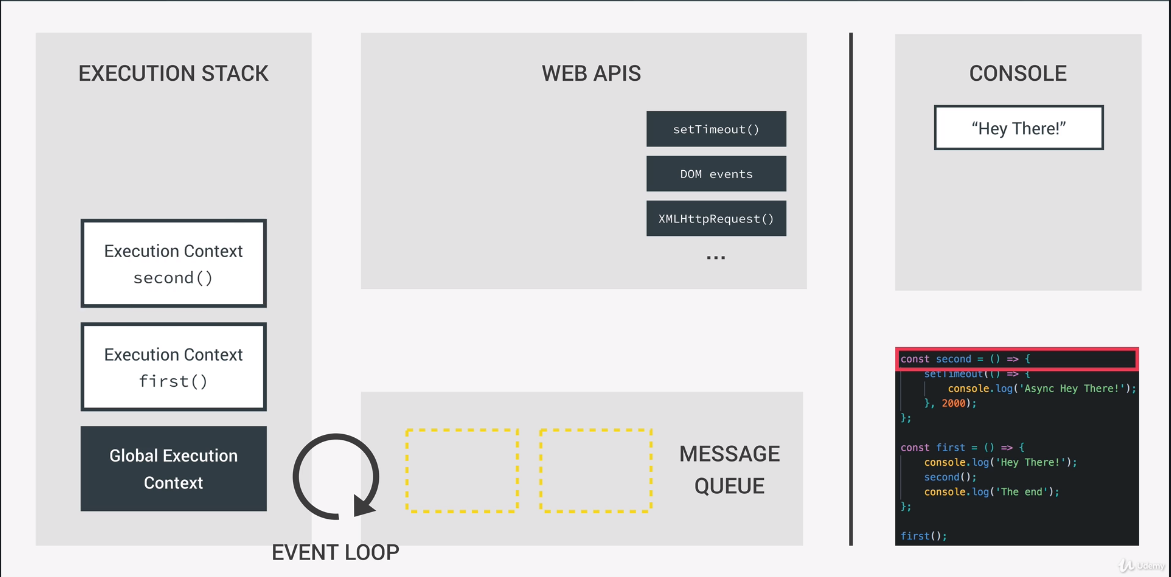 EXECUTION STACK
Execution Context
second()
Execution Context
first()
Global Execution
Context
EVENT LOOP
WEB APIS
setTimeout()
DOM events
XMLHttpRequest()
...
MESSAGE
QUEUE
CONSOLE
“Hey There!”
const second = () => {
    setTimeout(() => {
        console.log('Async Hey There!');
    }, 2000);
};

const first = () => {
    console.log('Hey There!');
    second();
    console.log('The end');
};

first();
Udemy